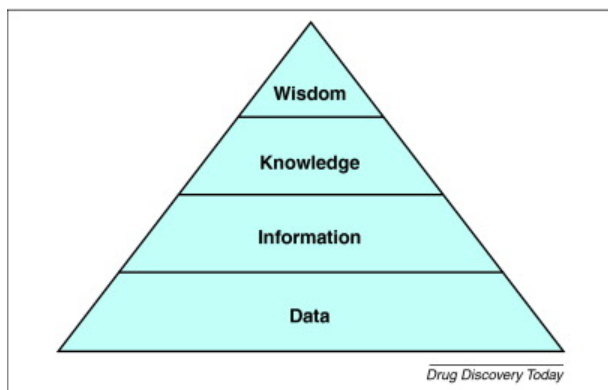 Wisdom
Knowledge
Information
Data
Drug Discovery Today